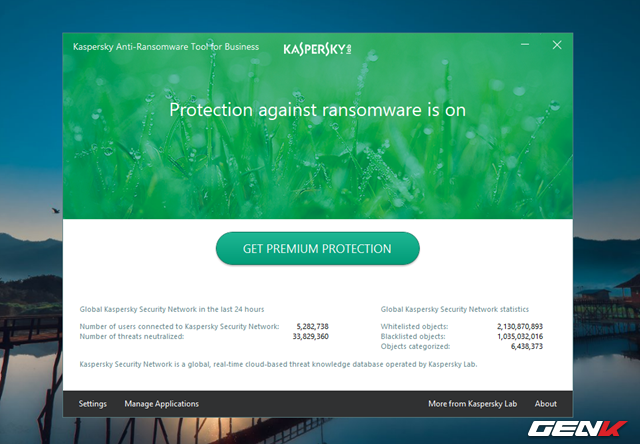 Kaspersky Anti-Ransomware Tool for Business
KASPERSKY lab
Protection against ransomware is on
GET PREMIUM PROTECTION
Global Kaspersky Security Network in the last 24 hours
Number of users connected to Kaspersky Security Network: 5,282,738
Number of threats neutralized: 33,829,360
Global Kaspersky Security Network statistics
Whitelisted objects: 2,130,870,893
Blacklisted objects: 1,035,032,016
Objects categorized: 6,438,373
Kaspersky Security Network is a global, real-time cloud-based threat knowledge database operated by Kaspersky Lab.
Settings Manage Applications More from Kaspersky Lab About
GENK